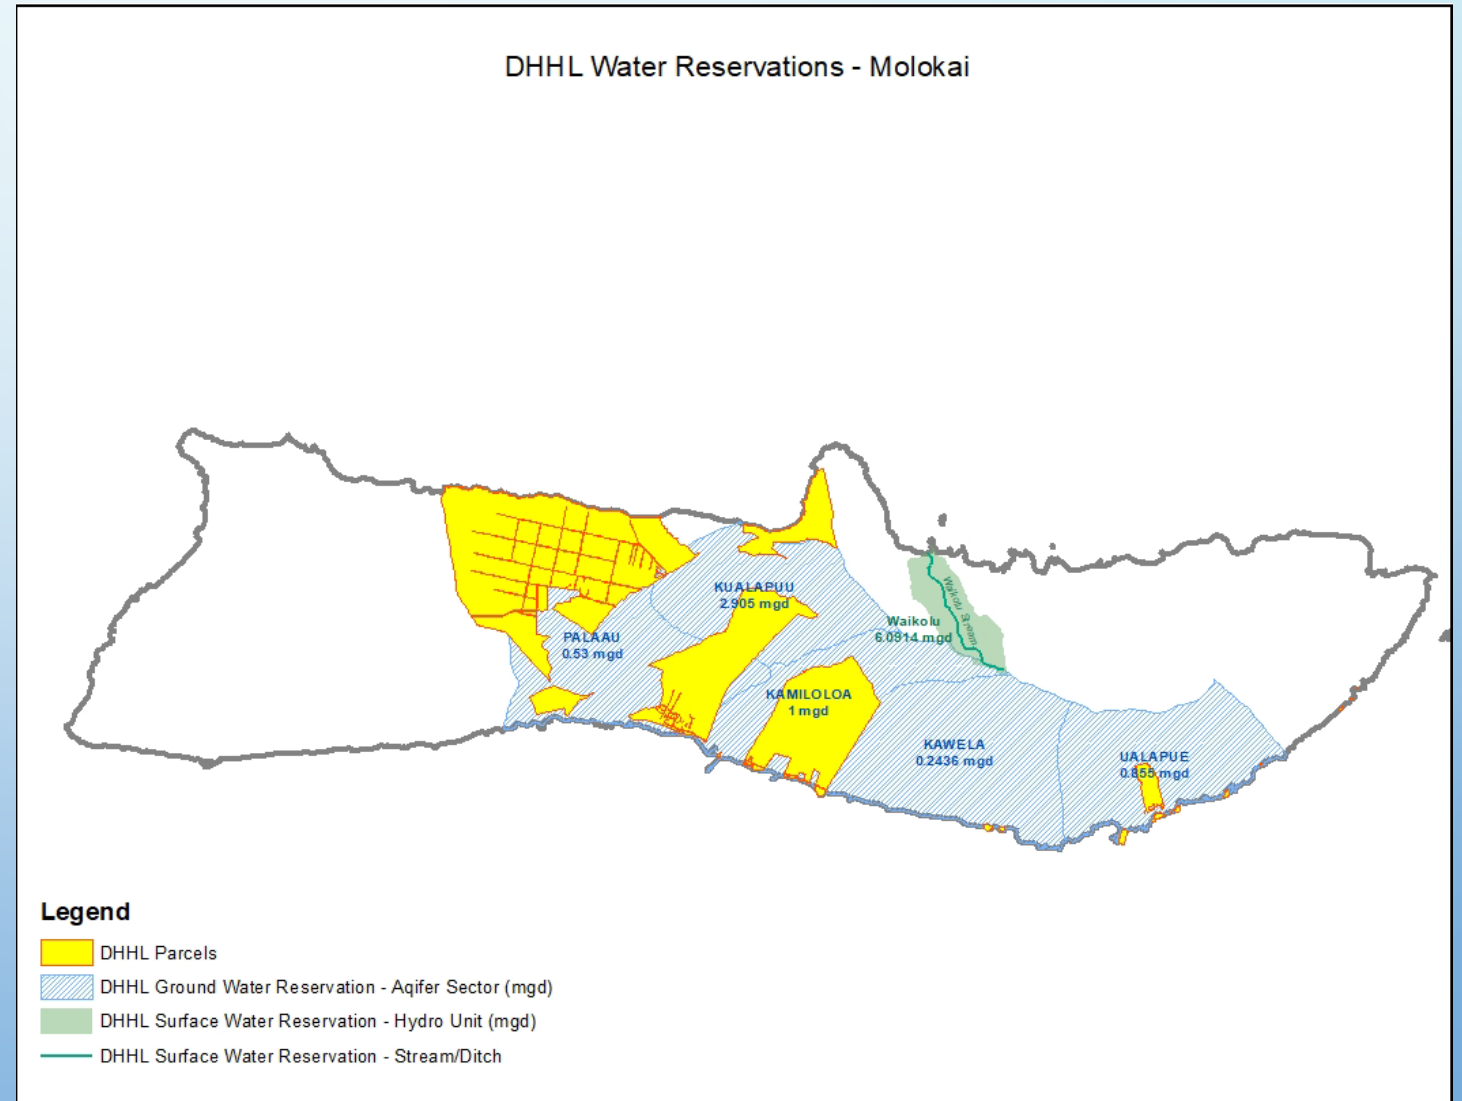 DHHL Water Reservations - Molokai
KUALAPUU
2.905 mgd
Waikolu Stream
Waikolu
6.0914 mgd
PALAAU
0.53 mgd
KAMILOLOA
1 mgd
KAWELA
0.2436 mgd
UALAPUE
0.855 mgd
Legend
DHHL Parcels
DHHL Ground Water Reservation - Aqifer Sector (mgd)
DHHL Surface Water Reservation - Hydro Unit (mgd)
DHHL Surface Water Reservation - Stream/Ditch